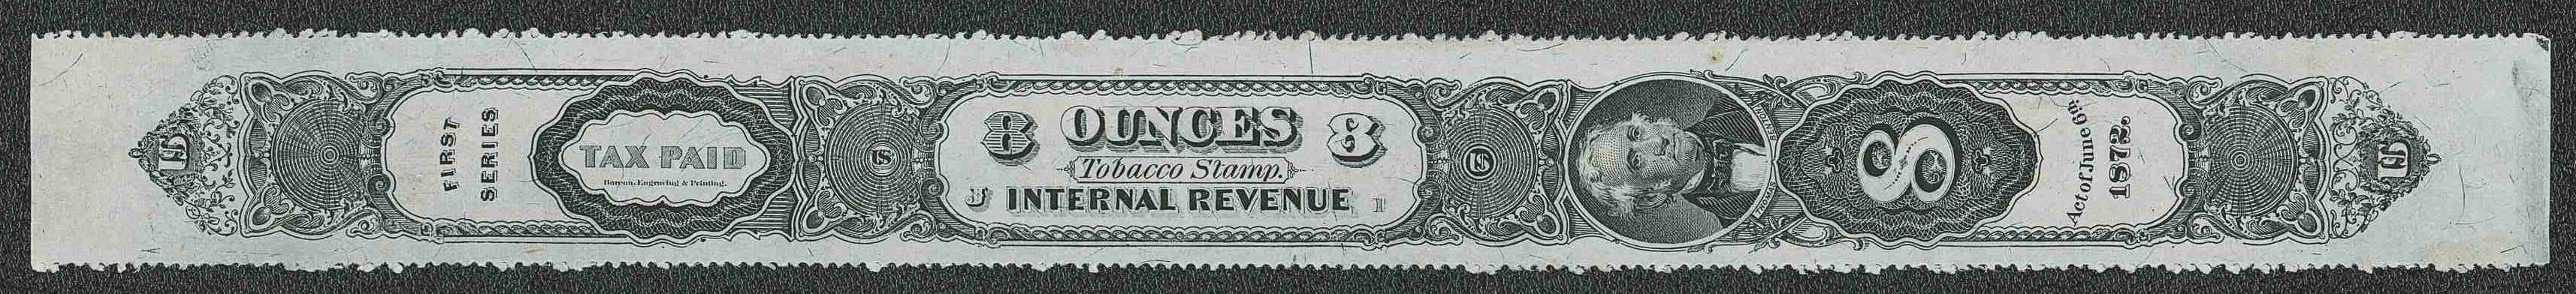 US
FIRST
SERIES
TAX PAID
Bureau, Engraving & Printing.
US
8 OUNCES 8
Tobacco Stamp.
INTERNAL REVENUE
US
8
Act of June 6th
1872.
US